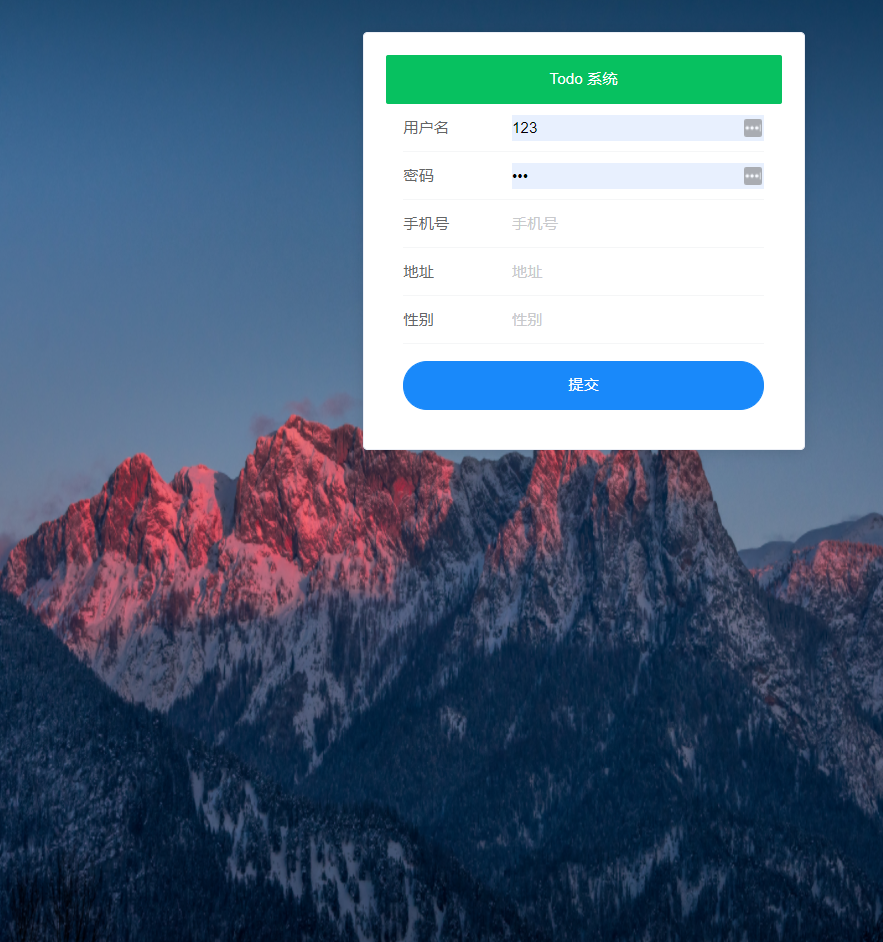 Todo 系统
用户名 123
密码 •••
手机号 手机号
地址 地址
性别 性别
提交